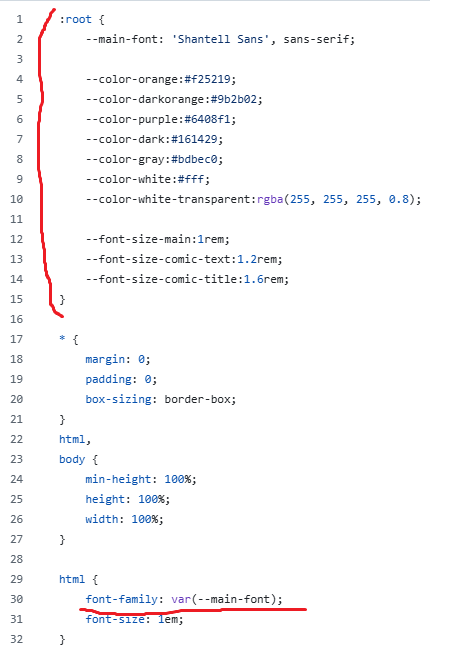 1 :root {
2 --main-font: 'Shantell Sans', sans-serif;
3
4 --color-orange:#f25219;
5 --color-darkorange:#9b2b02;
6 --color-purple:#6408f1;
7 --color-dark:#161429;
8 --color-gray:#bdbec0;
9 --color-white:#fff;
10 --color-white-transparent:rgba(255, 255, 255, 0.8);
11
12 --font-size-main:1rem;
13 --font-size-comic-text:1.2rem;
14 --font-size-comic-title:1.6rem;
15 }
16
17 * {
18 margin: 0;
19 padding: 0;
20 box-sizing: border-box;
21 }
22 html,
23 body {
24 min-height: 100%;
25 height: 100%;
26 width: 100%;
27 }
28
29 html {
30 font-family: var(--main-font);
31 font-size: 1em;
32 }